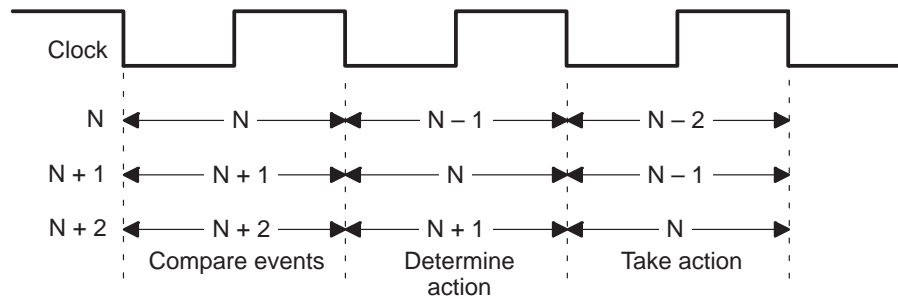 Clock
N N N – 1 N – 2
N + 1 N + 1 N N – 1
N + 2 N + 2 N + 1 N
Compare events Determine action Take action